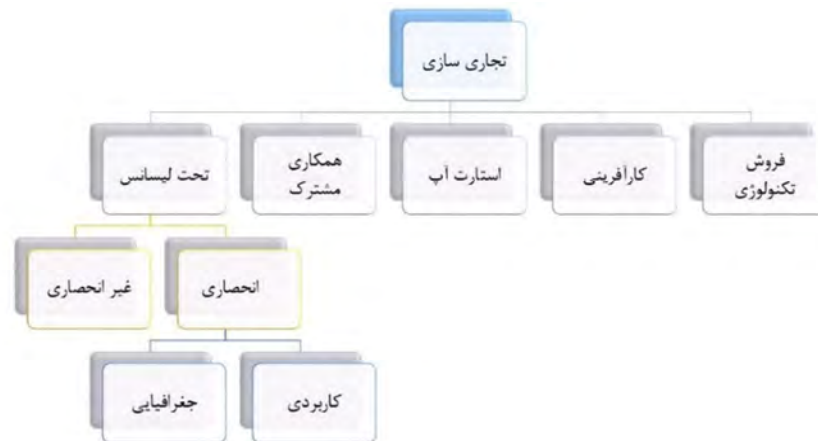 تجاری سازی
فروش
تکنولوژی
کارآفرینی
استارت آپ
همکاری
مشترک
تحت لیسانس
انحصاری
غیر انحصاری
کاربردی
جغرافیایی